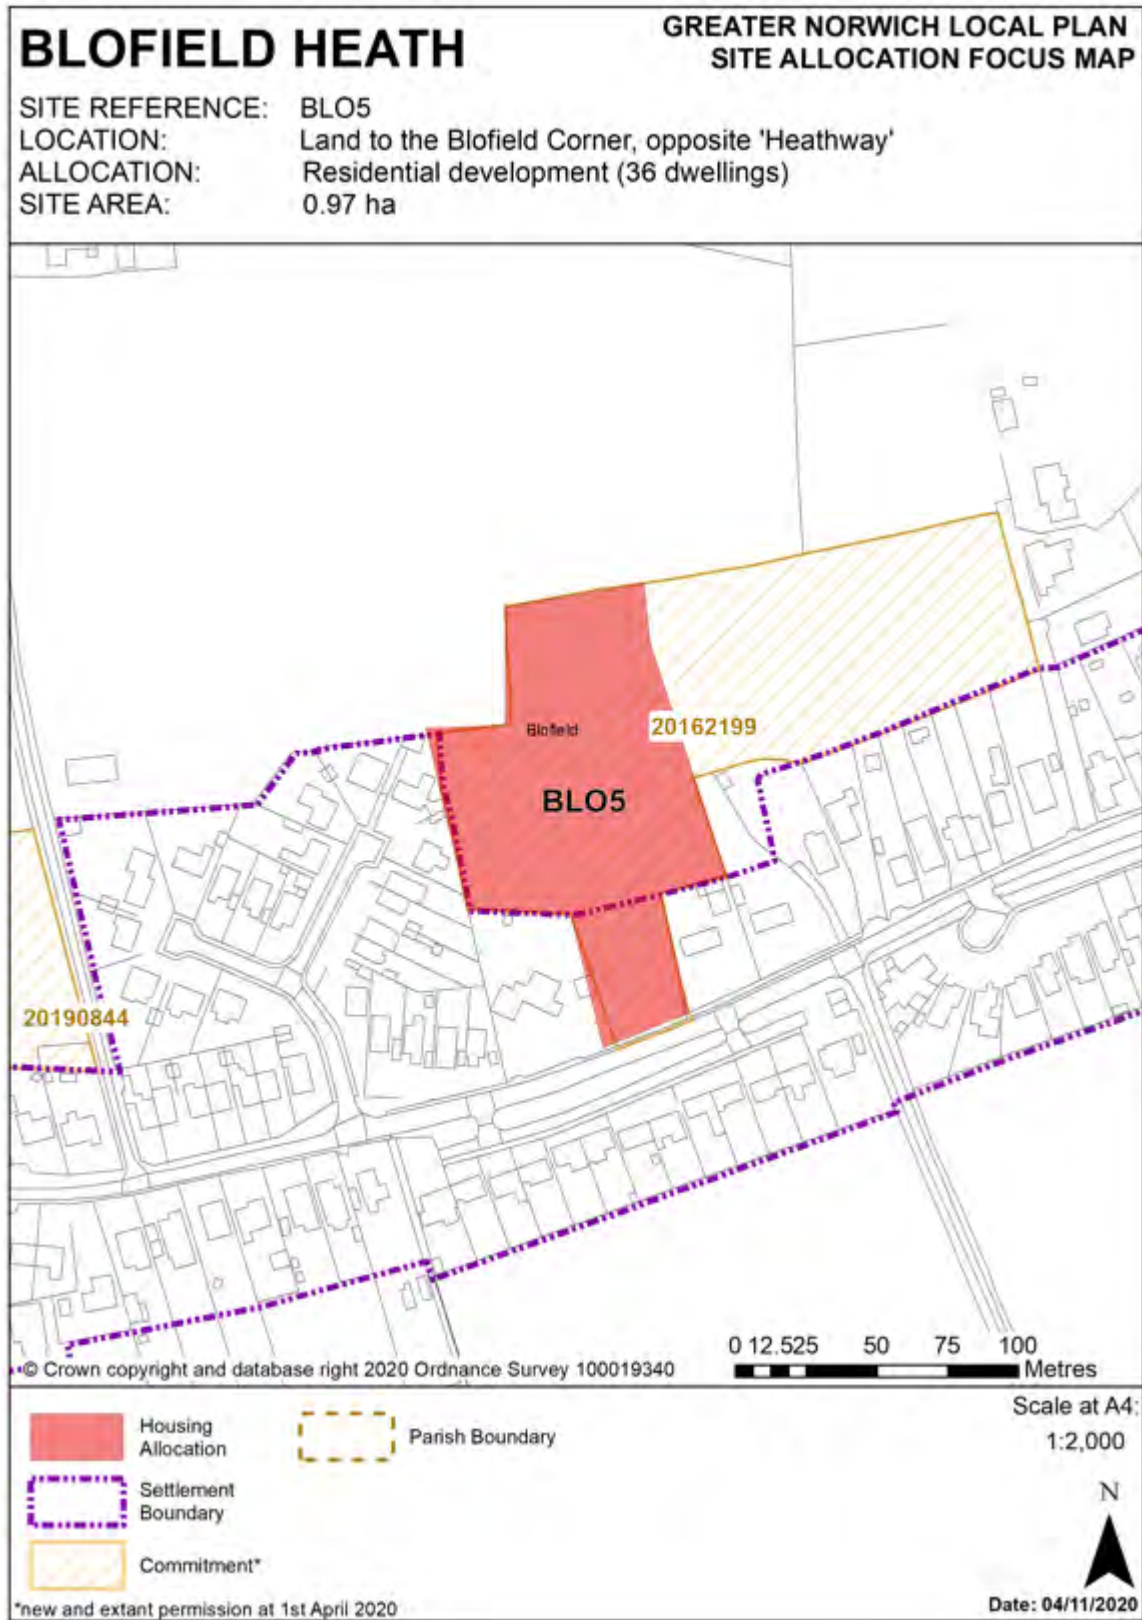 BLOFIELD HEATH
GREATER NORWICH LOCAL PLAN
SITE ALLOCATION FOCUS MAP
SITE REFERENCE: BLO5
LOCATION: Land to the Blofield Corner, opposite 'Heathway'
ALLOCATION: Residential development (36 dwellings)
SITE AREA: 0.97 ha
Blofield
20162199
BLO5
20190844
0 12.525 50 75 100
Metres
© Crown copyright and database right 2020 Ordnance Survey 100019340
Housing
Allocation
Parish Boundary
Settlement
Boundary
Commitment*
Scale at A4:
1:2,000
N
*new and extant permission at 1st April 2020
Date: 04/11/2020